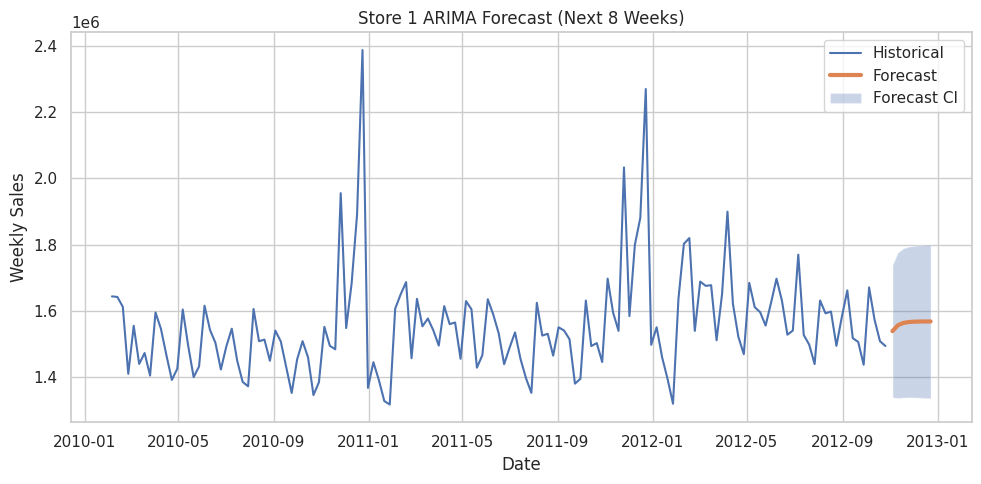 Store 1 ARIMA Forecast (Next 8 Weeks)
1e6
2.4
2.2
2.0
1.8
1.6
1.4
Weekly Sales
Historical
Forecast
Forecast CI
2010-01 2010-05 2010-09 2011-01 2011-05 2011-09 2012-01 2012-05 2012-09 2013-01
Date